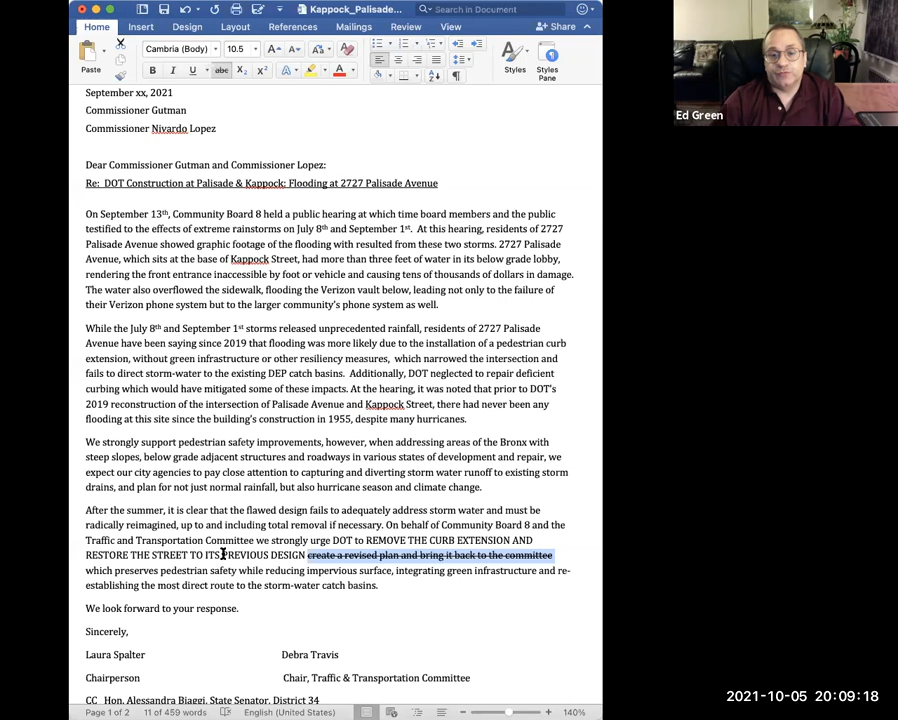 Kappock_Palisade...
Search in Document
Home Insert Design Layout References Mailings Review View Share
Paste
Cambria (Body) 10.5
Styles
Styles Pane
Ed Green
September xx, 2021
Commissioner Gutman
Commissioner Nivardo Lopez
Dear Commissioner Gutman and Commissioner Lopez:
Re: DOT Construction at Palisade & Kappock: Flooding at 2727 Palisade Avenue
On September 13th, Community Board 8 held a public hearing at which time board members and the public
testified to the effects of extreme rainstorms on July 8th and September 1st. At this hearing, residents of 2727
Palisade Avenue showed graphic footage of the flooding with resulted from these two storms. 2727 Palisade
Avenue, which sits at the base of Kappock Street, had more than three feet of water in its below grade lobby,
rendering the front entrance inaccessible by foot or vehicle and causing tens of thousands of dollars in damage.
The water also overflowed the sidewalk, flooding the Verizon vault below, leading not only to the failure of
their Verizon phone system but to the larger community's phone system as well.
While the July 8th and September 1st storms released unprecedented rainfall, residents of 2727 Palisade
Avenue have been saying since 2019 that flooding was more likely due to the installation of a pedestrian curb
extension, without green infrastructure or other resiliency measures, which narrowed the intersection and
fails to direct storm-water to the existing DEP catch basins. Additionally, DOT neglected to repair deficient
curbing which would have mitigated some of these impacts. At the hearing, it was noted that prior to DOT's
2019 reconstruction of the intersection of Palisade Avenue and Kappock Street, there had never been any
flooding at this site since the building's construction in 1955, despite many hurricanes.
We strongly support pedestrian safety improvements, however, when addressing areas of the Bronx with
steep slopes, below grade adjacent structures and roadways in various states of development and repair, we
expect our city agencies to pay close attention to capturing and diverting storm water runoff to existing storm
drains, and plan for not just normal rainfall, but also hurricane season and climate change.
After the summer, it is clear that the flawed design fails to adequately address storm water and must be
radically reimagined, up to and including total removal if necessary. On behalf of Community Board 8 and the
Traffic and Transportation Committee we strongly urge DOT to REMOVE THE CURB EXTENSION AND
RESTORE THE STREET TO ITS PREVIOUS DESIGN create a revised plan and bring it back to the committee
which preserves pedestrian safety while reducing impervious surface, integrating green infrastructure and re-
establishing the most direct route to the storm-water catch basins.
We look forward to your response.
Sincerely,
Laura Spalter Debra Travis
Chairperson Chair, Traffic & Transportation Committee
CC Hon. Alessandra Biaggi, State Senator, District 34
Page 1 of 2 11 of 459 words English (United States) 140%
2021-10-05 20:09:18